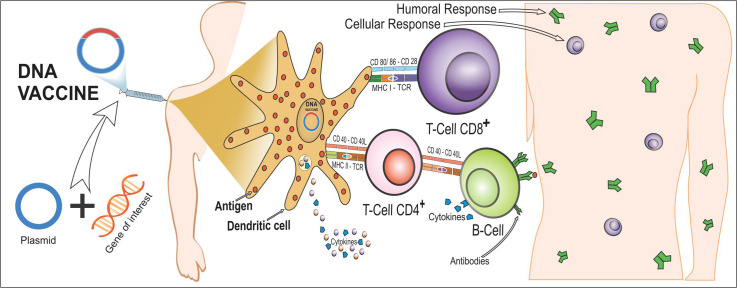 Humoral Response
Cellular Response
DNA
VACCINE
Plasmid
Gene of interest
Antigen
Dendritic cell
DNA
VACCINE
CD 80/ 86 - CD 28
MHC I - TCR
T-Cell CD8+
CD 40 - CD 40L
MHC II - TCR
T-Cell CD4+
CD 40 - CD 40L
Cytokines
Cytokines
B-Cell
Antibodies